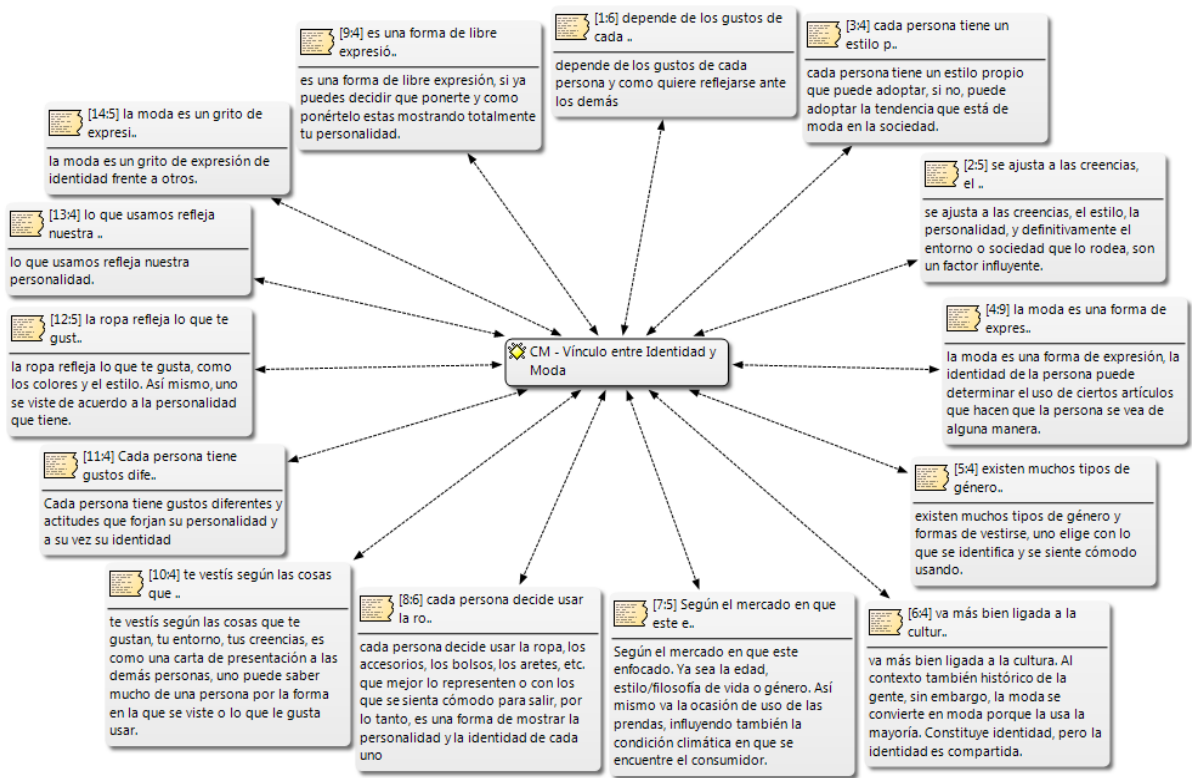 [9:4] es una forma de libre
expresió..
es una forma de libre expresión, si ya
puedes decidir que ponerte y como
ponértelo estas mostrando totalmente
tu personalidad.
[1:6] depende de los gustos de
cada ..
depende de los gustos de cada
persona y como quiere reflejarse ante
los demás
[3:4] cada persona tiene un
estilo p..
cada persona tiene un estilo propio
que puede adoptar, si no, puede
adoptar la tendencia que está de
moda en la sociedad.
[14:5] la moda es un grito de
expresi..
la moda es un grito de expresión de
identidad frente a otros.
[2:5] se ajusta a las creencias,
el ..
se ajusta a las creencias, el estilo, la
personalidad, y definitivamente el
entorno o sociedad que lo rodea, son
un factor influyente.
[13:4] lo que usamos refleja
nuestra ..
lo que usamos refleja nuestra
personalidad.
[12:5] la ropa refleja lo que te
gust..
la ropa refleja lo que te gusta, como
los colores y el estilo. Así mismo, uno
se viste de acuerdo a la personalidad
que tiene.
CM - Vínculo entre Identidad y
Moda
[4:9] la moda es una forma de
expres..
la moda es una forma de expresión, la
identidad de la persona puede
determinar el uso de ciertos artículos
que hacen que la persona se vea de
alguna manera.
[11:4] Cada persona tiene
gustos dife..
Cada persona tiene gustos diferentes y
actitudes que forjan su personalidad y
a su vez su identidad
[5:4] existen muchos tipos de
género..
existen muchos tipos de género y
formas de vestirse, uno elige con lo
que se identifica y se siente cómodo
usando.
[10:4] te vestís según las cosas
que ..
te vestís según las cosas que te
gustan, tu entorno, tus creencias, es
como una carta de presentación a las
demás personas, uno puede saber
mucho de una persona por la forma
en la que se viste o lo que le gusta
usar.
[8:6] cada persona decide usar
la ro..
cada persona decide usar la ropa, los
accesorios, los bolsos, los aretes, etc.
que mejor lo representen o con los
que se sienta cómodo para salir, por
lo tanto, es una forma de mostrar la
personalidad y la identidad de cada
uno
[7:5] Según el mercado en que
este e..
Según el mercado en que este
enfocado. Ya sea la edad,
estilo/filosofía de vida o género. Así
mismo va la ocasión de uso de las
prendas, influyendo también la
condición climática en que se
encuentre el consumidor.
[6:4] va más bien ligada a la
cultur..
va más bien ligada a la cultura. Al
contexto también histórico de la
gente, sin embargo, la moda se
convierte en moda porque la usa la
mayoría. Constituye identidad, pero la
identidad es compartida.